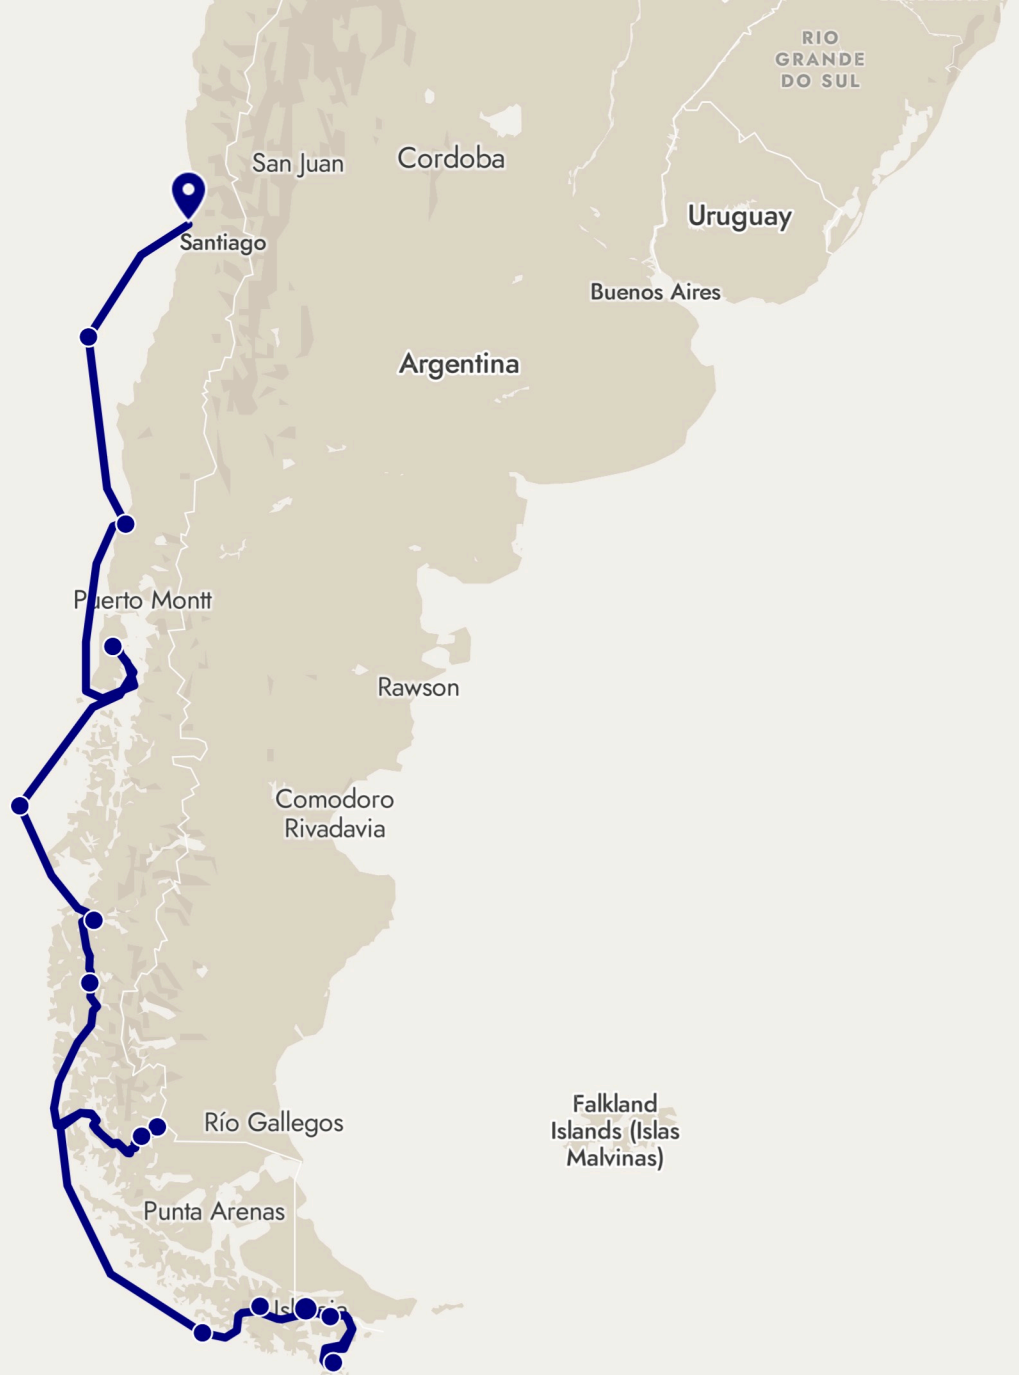 RIO
GRANDE
DO SUL
San Juan
Cordoba
Uruguay
Santiago
Buenos Aires
Argentina
Puerto Montt
Rawson
Comodoro
Rivadavia
Falkland
Islands (Islas
Malvinas)
Río Gallegos
Punta Arenas